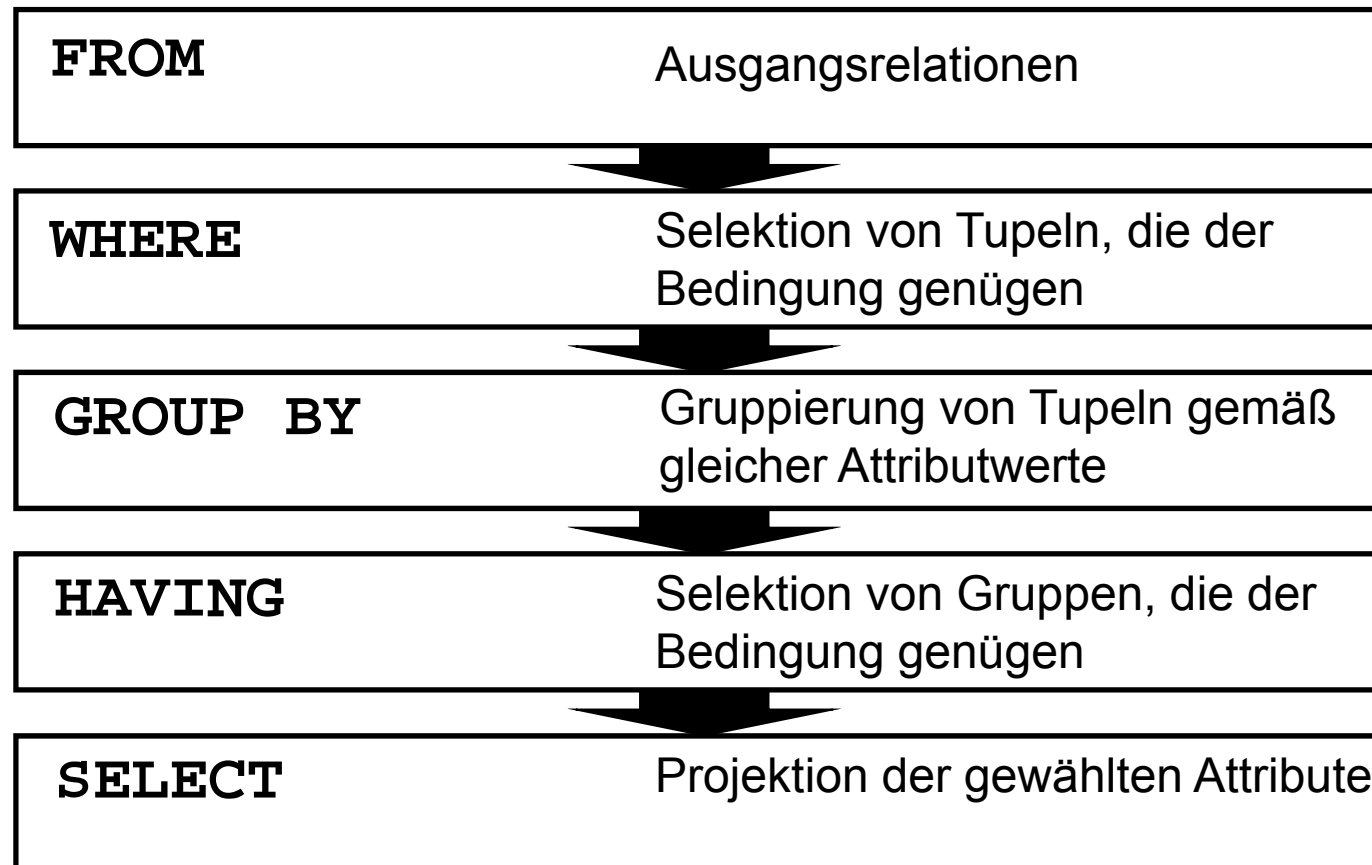 FROM
Ausgangsrelationen
WHERE
Selektion von Tupeln, die der
Bedingung genügen
GROUP BY
Gruppierung von Tupeln gemäß
gleicher Attributwerte
HAVING
Selektion von Gruppen, die der
Bedingung genügen
SELECT
Projektion der gewählten Attribute